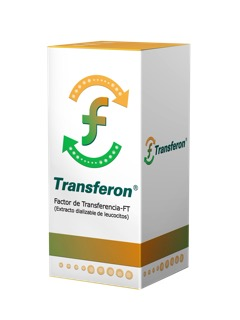 f
Transferon®
Factor de Transferencia-FT
(Extracto dializable de leucocitos)
f Transferon®